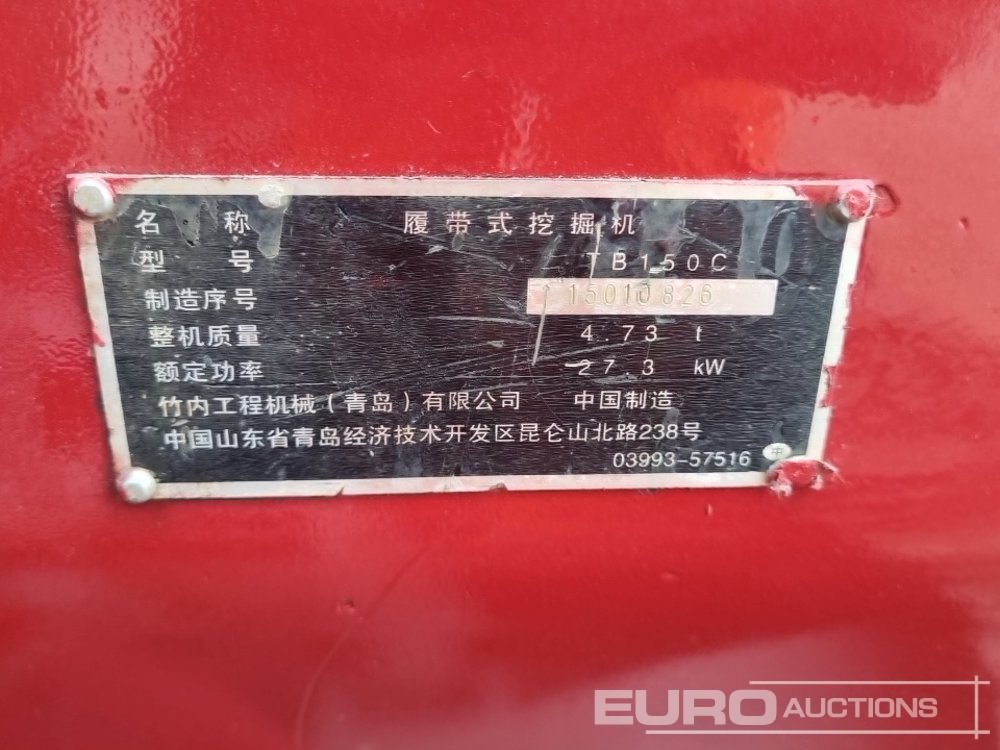 名 称 履带式挖掘机
型 号 TB150C
制造序号 15010826
整机质量 4.73 t
额定功率 27.3 kW
竹内工程机械(青岛)有限公司 中国制造
中国山东省青岛经济技术开发区昆仑山北路238号
03993-57516 中
EURO AUCTIONS